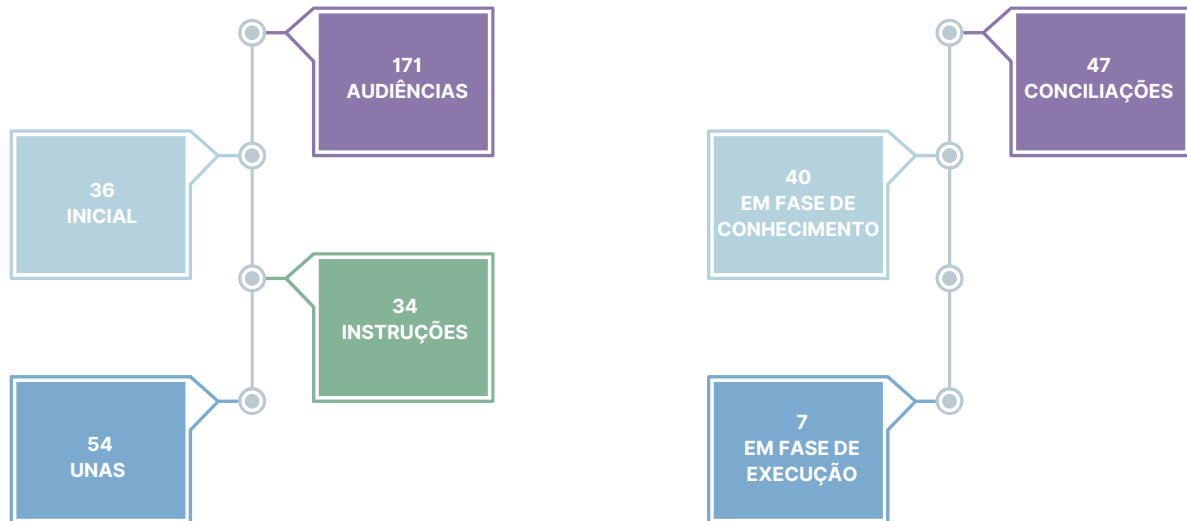 171
AUDIÊNCIAS
36
INICIAL
34
INSTRUÇÕES
54
UNAS
47
CONCILIAÇÕES
40
EM FASE DE
CONHECIMENTO
7
EM FASE DE
EXECUÇÃO